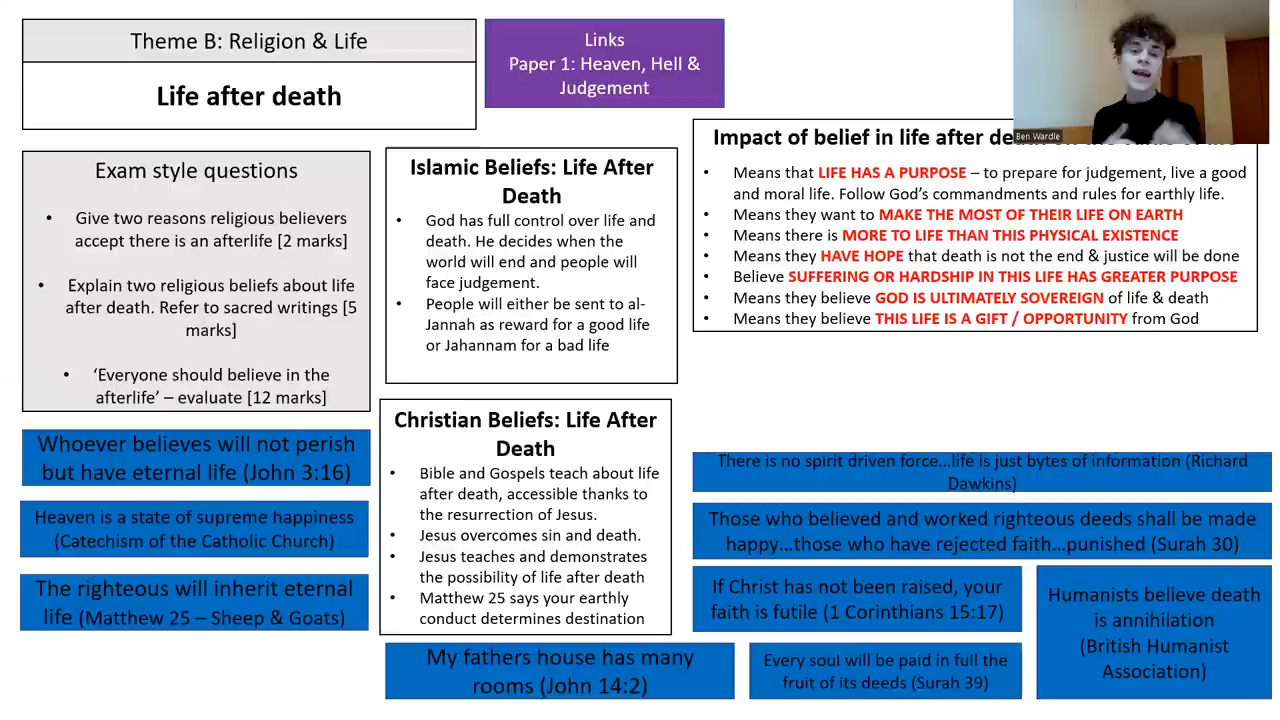 Theme B: Religion & Life
Life after death
Links
Paper 1: Heaven, Hell &
Judgement
Ben Wardle
Exam style questions
• Give two reasons religious believers
accept there is an afterlife [2 marks]
• Explain two religious beliefs about life
after death. Refer to sacred writings [5
marks]
• ‘Everyone should believe in the
afterlife’ – evaluate [12 marks]
Islamic Beliefs: Life After
Death
• God has full control over life and
death. He decides when the
world will end and people will
face judgement.
• People will either be sent to al-
Jannah as reward for a good life
or Jahannam for a bad life
Impact of belief in life after
• Means that LIFE HAS A PURPOSE – to prepare for judgement, live a good
and moral life. Follow God’s commandments and rules for earthly life.
• Means they want to MAKE THE MOST OF THEIR LIFE ON EARTH
• Means there is MORE TO LIFE THAN THIS PHYSICAL EXISTENCE
• Means they HAVE HOPE that death is not the end & justice will be done
• Believe SUFFERING OR HARDSHIP IN THIS LIFE HAS GREATER PURPOSE
• Means they believe GOD IS ULTIMATELY SOVEREIGN of life & death
• Means they believe THIS LIFE IS A GIFT / OPPORTUNITY from God
Christian Beliefs: Life After
Death
• Bible and Gospels teach about life
after death, accessible thanks to
the resurrection of Jesus.
• Jesus overcomes sin and death.
• Jesus teaches and demonstrates
the possibility of life after death
• Matthew 25 says your earthly
conduct determines destination
Whoever believes will not perish
but have eternal life (John 3:16)
Heaven is a state of supreme happiness
(Catechism of the Catholic Church)
The righteous will inherit eternal
life (Matthew 25 – Sheep & Goats)
My fathers house has many
rooms (John 14:2)
There is no spirit driven force…life is just bytes of information (Richard
Dawkins)
Those who believed and worked righteous deeds shall be made
happy…those who have rejected faith…punished (Surah 30)
If Christ has not been raised, your
faith is futile (1 Corinthians 15:17)
Every soul will be paid in full the
fruit of its deeds (Surah 39)
Humanists believe death
is annihilation
(British Humanist
Association)